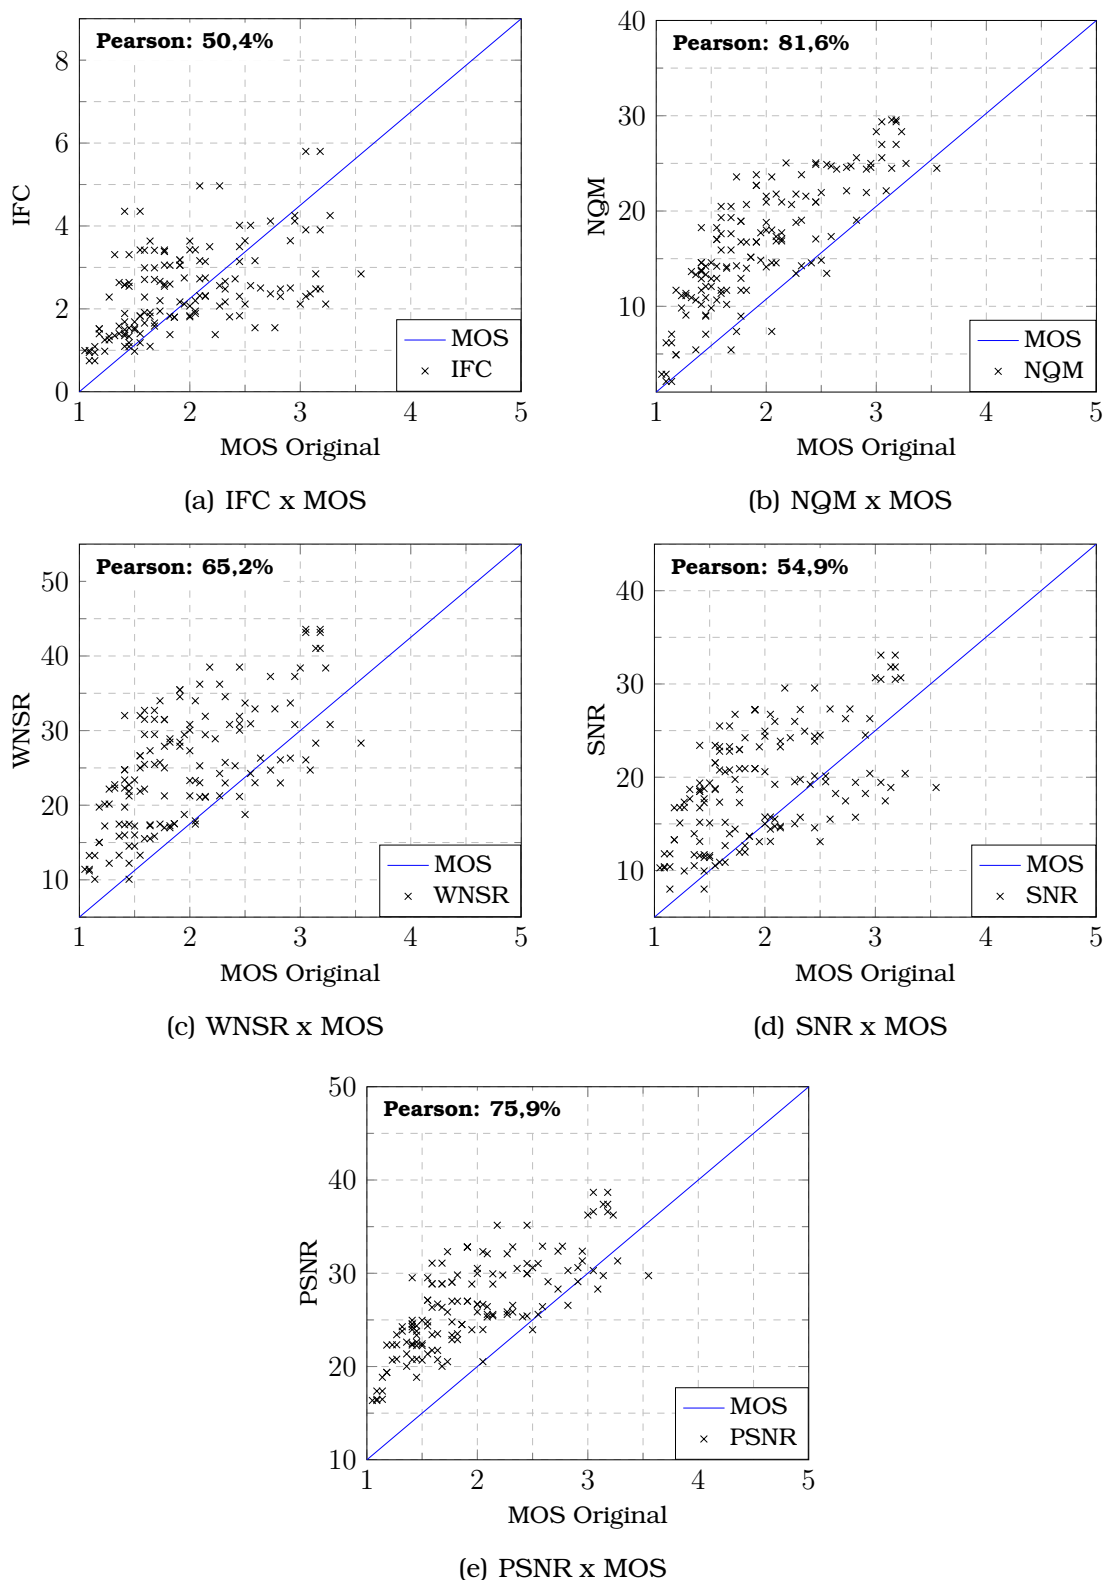 Pearson: 50,4%
8
6
4
2
0
IFC
1 2 3 4 5
MOS Original
MOS
IFC
(a) IFC x MOS
Pearson: 81,6%
40
30
20
10
NQM
1 2 3 4 5
MOS Original
MOS
NQM
(b) NQM x MOS
Pearson: 65,2%
50
40
30
20
10
WNSR
1 2 3 4 5
MOS Original
MOS
WNSR
(c) WNSR x MOS
Pearson: 54,9%
40
30
20
10
SNR
1 2 3 4 5
MOS Original
MOS
SNR
(d) SNR x MOS
Pearson: 75,9%
50
40
30
20
10
PSNR
1 2 3 4 5
MOS Original
MOS
PSNR
(e) PSNR x MOS